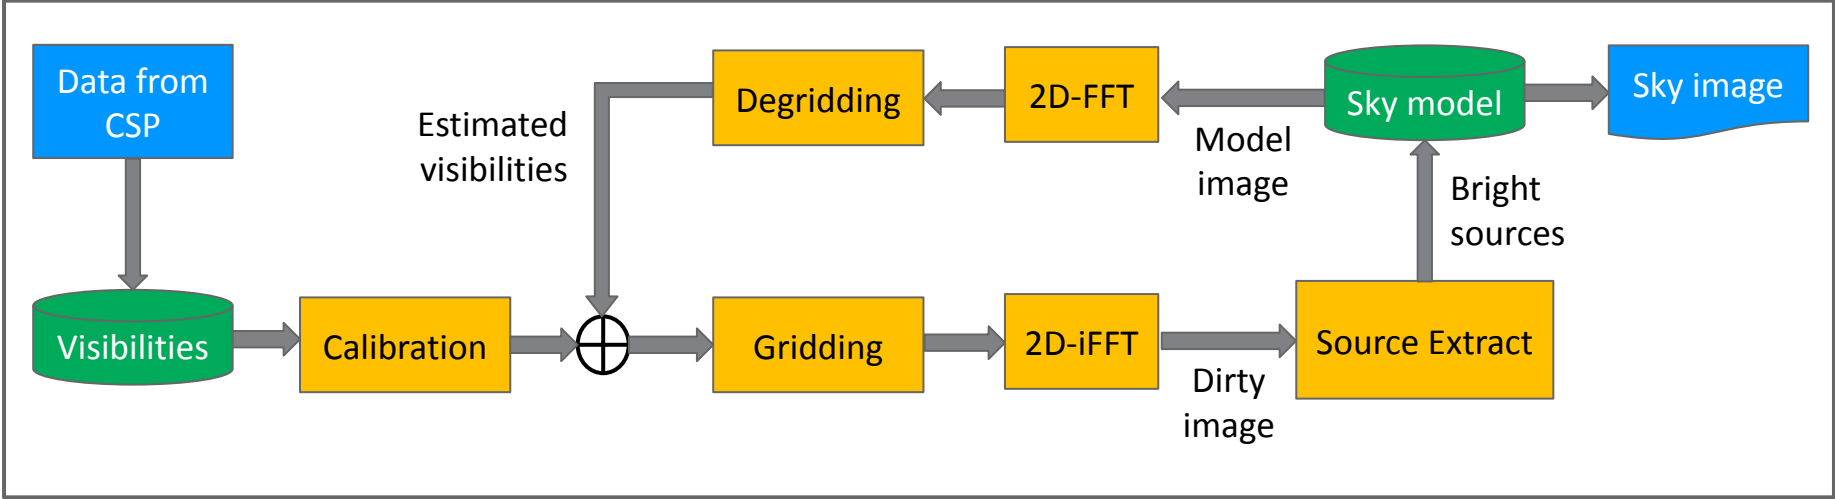 Data from
CSP
Estimated
visibilities
Degridding
2D-FFT
Model
image
Sky model
Sky image
Bright
sources
Visibilities
Calibration
Gridding
2D-iFFT
Dirty
image
Source Extract